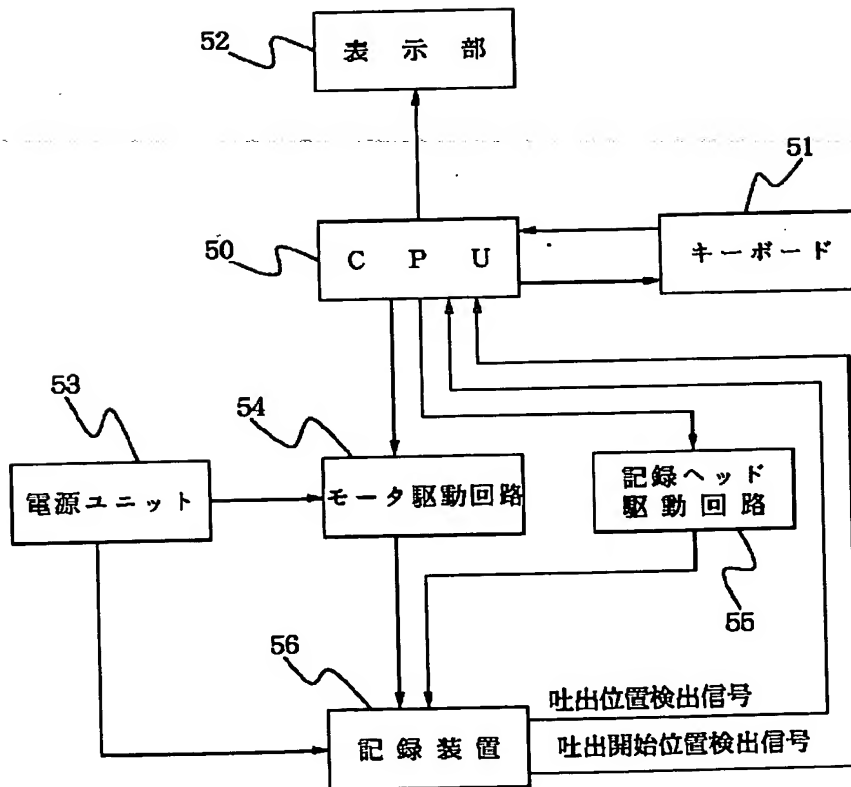 52
表示部
51
50
CPU
キーボード
53
54
電源ユニット
モータ駆動回路
記録ヘッド
駆動回路
55
56
吐出位置検出信号
記録装置
吐出開始位置検出信号